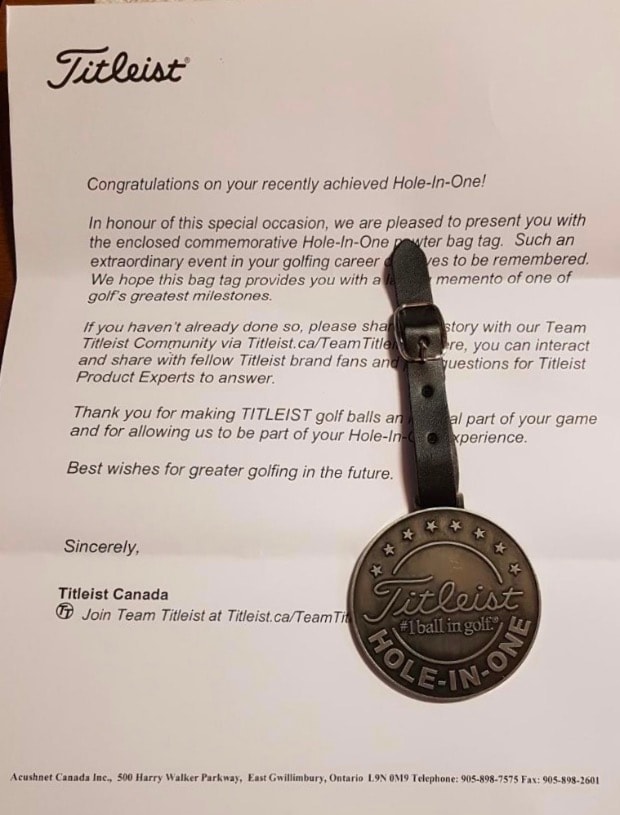 Titleist®
Congratulations on your recently achieved Hole-In-One!
In honour of this special occasion, we are pleased to present you with
the enclosed commemorative Hole-In-One pewter bag tag. Such an
extraordinary event in your golfing career to be remembered.
We hope this bag tag provides you with a memento of one of
golf's greatest milestones.
If you haven't already done so, please story with our Team
Titleist Community via Titleist.ca/TeamTitle you can interact
and share with fellow Titleist brand fans and questions for Titleist
Product Experts to answer.
Thank you for making TITLEIST golf balls an part of your game
and for allowing us to be part of your Hole-In-
Best wishes for greater golfing in the future.
Sincerely,
Titleist Canada
TT Join Team Titleist at Titleist.ca/TeamTit
Titleist
#1 ball in golf.®
HOLE-IN-ONE
Acushnet Canada Inc., 500 Harry Walker Parkway, East Gwillimbury, Ontario L9N 0M9 Telephone: 905-898-7575 Fax: 905-898-2601